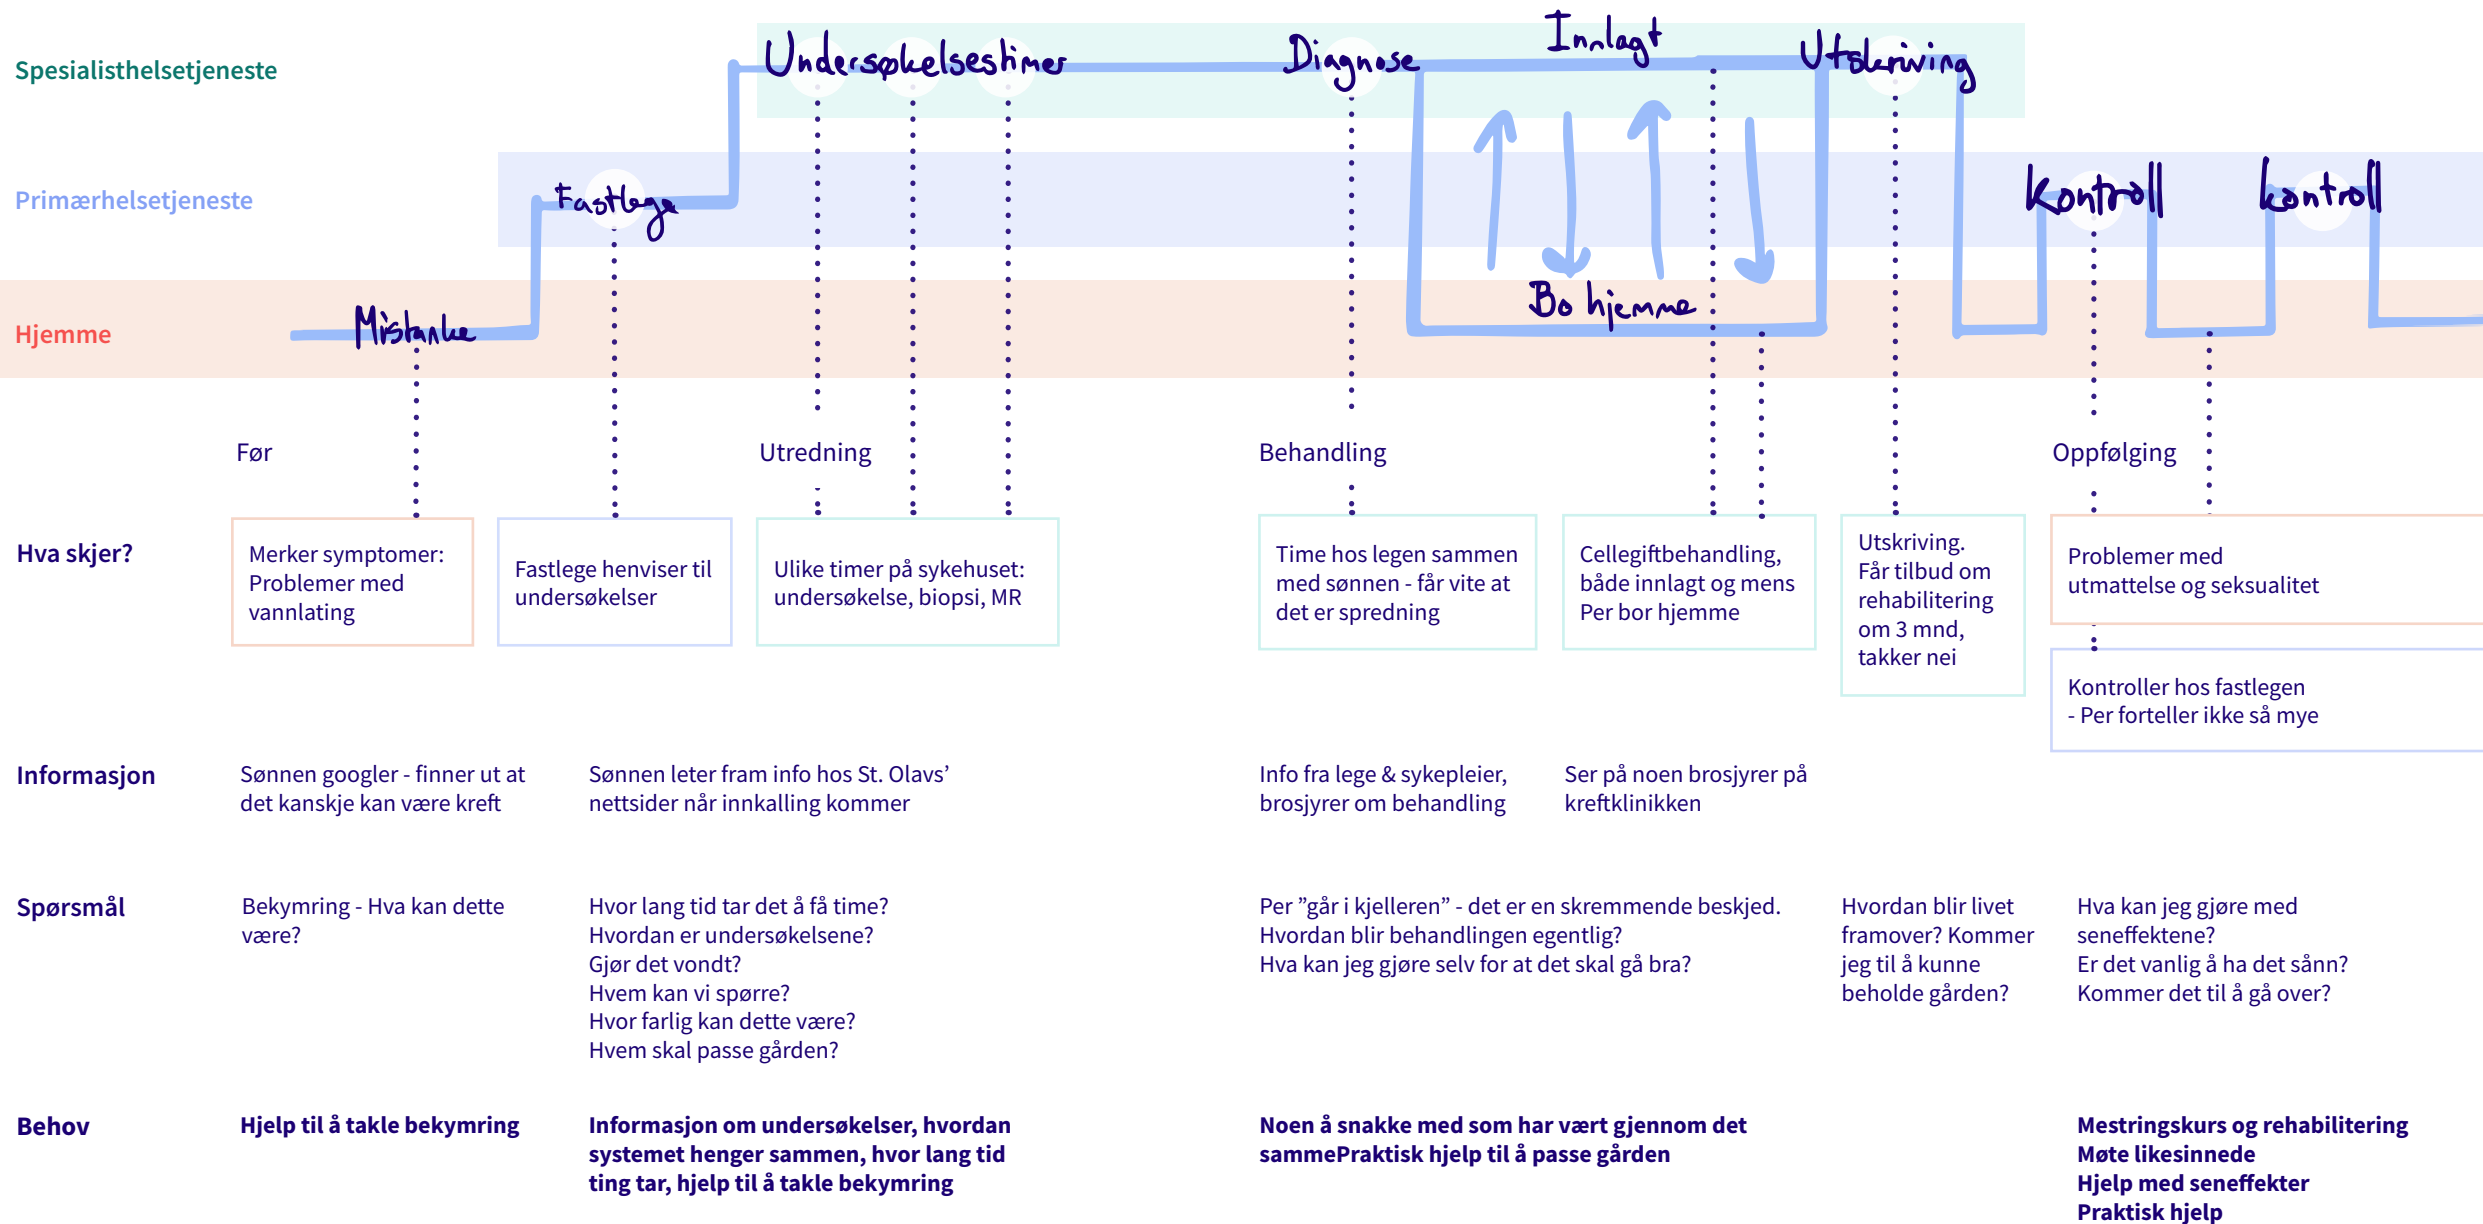 Spesialisthelsetjeneste
Undersøkelsestimer
Diagnose
Innlagt
Utskriving
Primærhelsetjeneste
Fastlege
Kontroll
kontroll
Hjemme
Mistanke
Bo hjemme
Før
Utredning
Behandling
Oppfølging
Hva skjer?
Merker symptomer:
Problemer med
vannlating
Fastlege henviser til
undersøkelser
Ulike timer på sykehuset:
undersøkelse, biopsi, MR
Time hos legen sammen
med sønnen - får vite at
det er spredning
Cellegiftbehandling,
både innlagt og mens
Per bor hjemme
Utskriving.
Får tilbud om
rehabilitering
om 3 mnd,
takker nei
Problemer med
utmattelse og seksualitet
Kontroller hos fastlegen
- Per forteller ikke så mye
Informasjon
Sønnen googler - finner ut at
det kanskje kan være kreft
Sønnen leter fram info hos St. Olavs’
nettsider når innkalling kommer
Info fra lege & sykepleier,
brosjyrer om behandling
Ser på noen brosjyrer på
kreftklinikken
Spørsmål
Bekymring - Hva kan dette
være?
Hvor lang tid tar det å få time?
Hvordan er undersøkelsene?
Gjør det vondt?
Hvem kan vi spørre?
Hvor farlig kan dette være?
Hvem skal passe gården?
Per ”går i kjelleren” - det er en skremmende beskjed.
Hvordan blir behandlingen egentlig?
Hva kan jeg gjøre selv for at det skal gå bra?
Hvordan blir livet
framover? Kommer
jeg til å kunne
beholde gården?
Hva kan jeg gjøre med
seneffektene?
Er det vanlig å ha det sånn?
Kommer det til å gå over?
Behov
Hjelp til å takle bekymring
Informasjon om undersøkelser, hvordan
systemet henger sammen, hvor lang tid
ting tar, hjelp til å takle bekymring
Noen å snakke med som har vært gjennom det
sammePraktisk hjelp til å passe gården
Mestringskurs og rehabilitering
Møte likesinnede
Hjelp med seneffekter
Praktisk hjelp